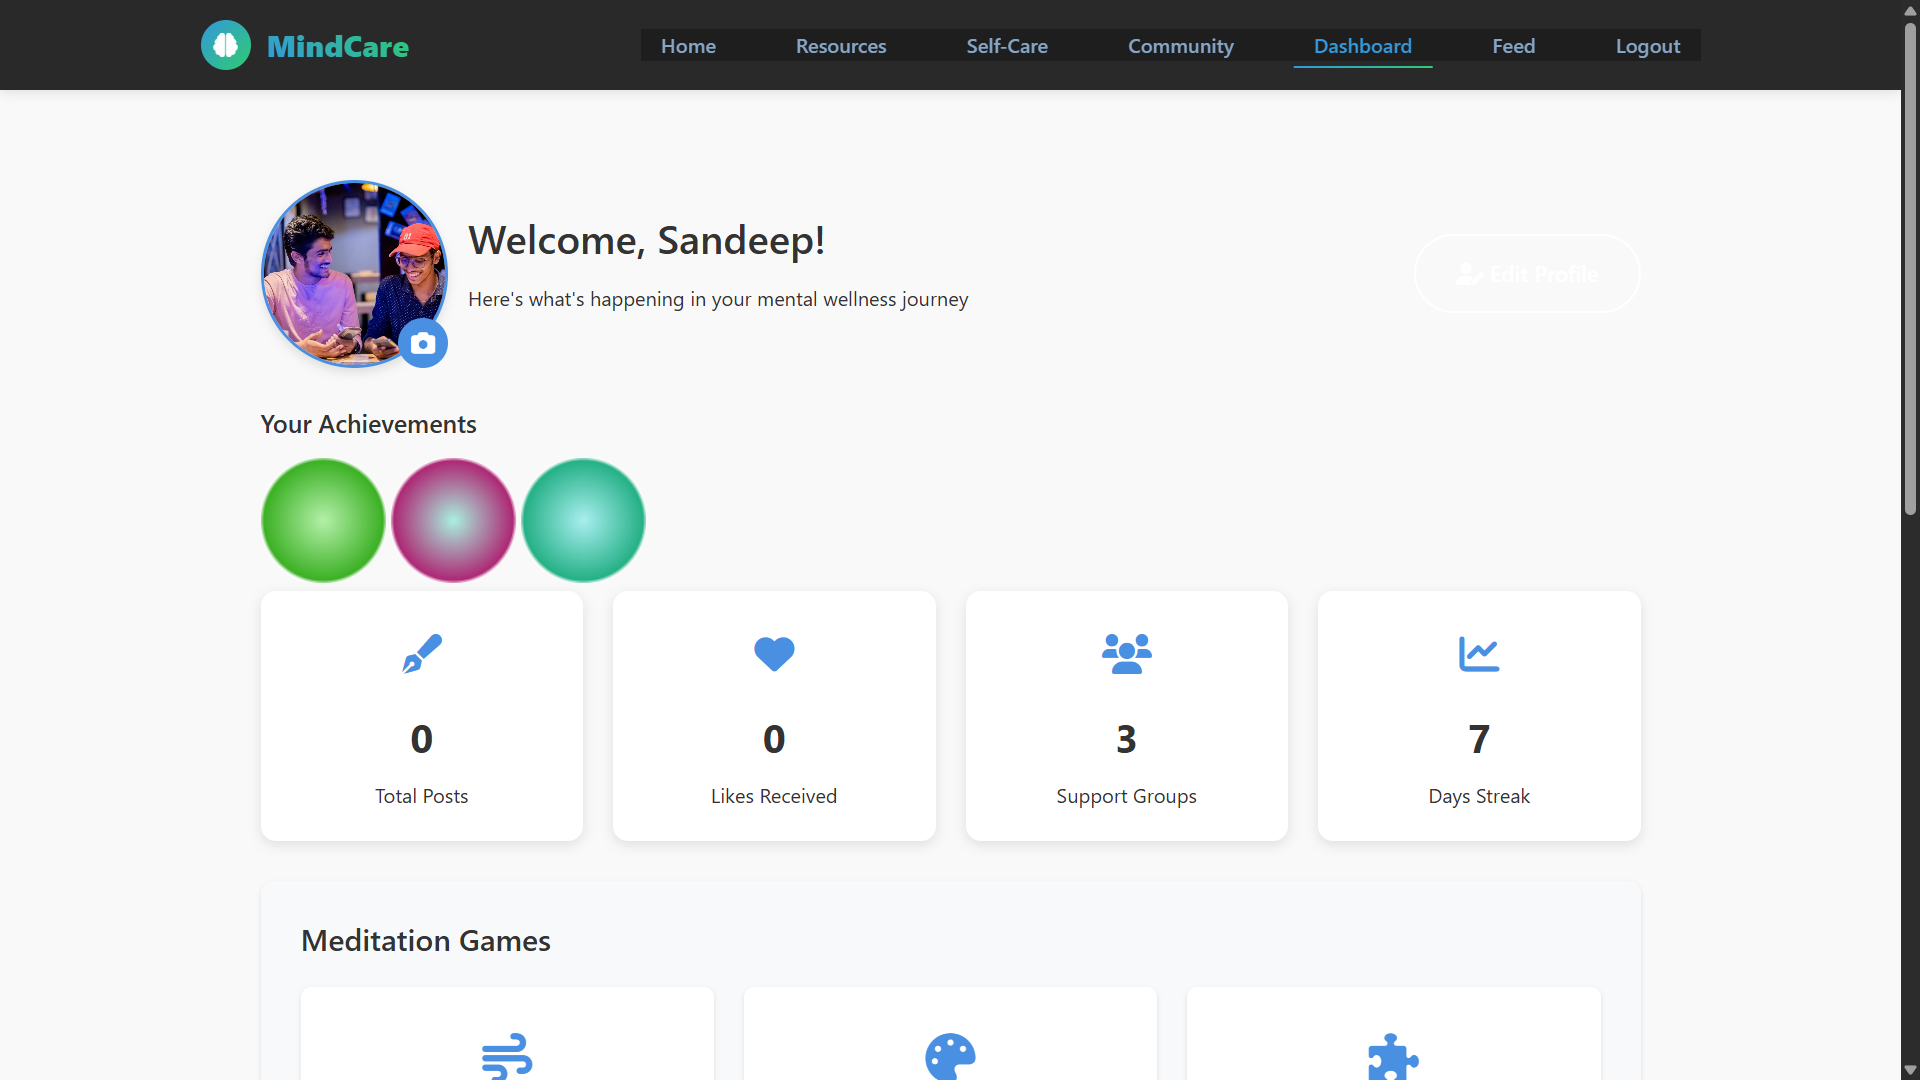 MindCare
Home Resources Self-Care Community Dashboard Feed Logout
Welcome, Sandeep!
Here's what's happening in your mental wellness journey
Edit Profile
Your Achievements
0
Total Posts
0
Likes Received
3
Support Groups
7
Days Streak
Meditation Games